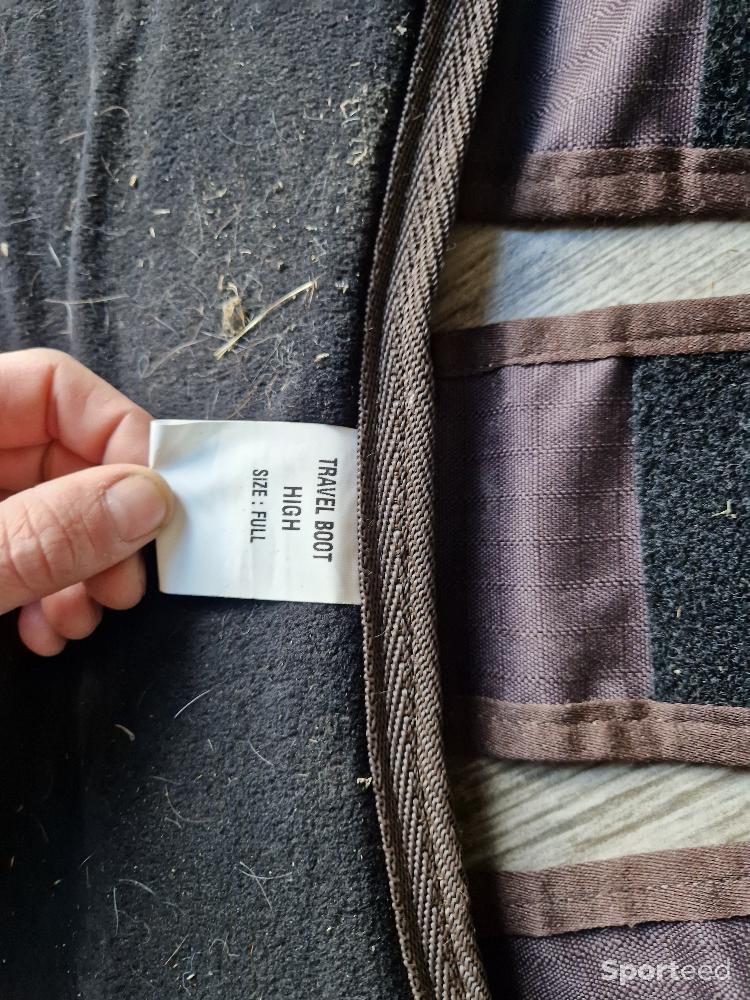 TRAVEL BOOT
HIGH
SIZE : FULL
Sporteed